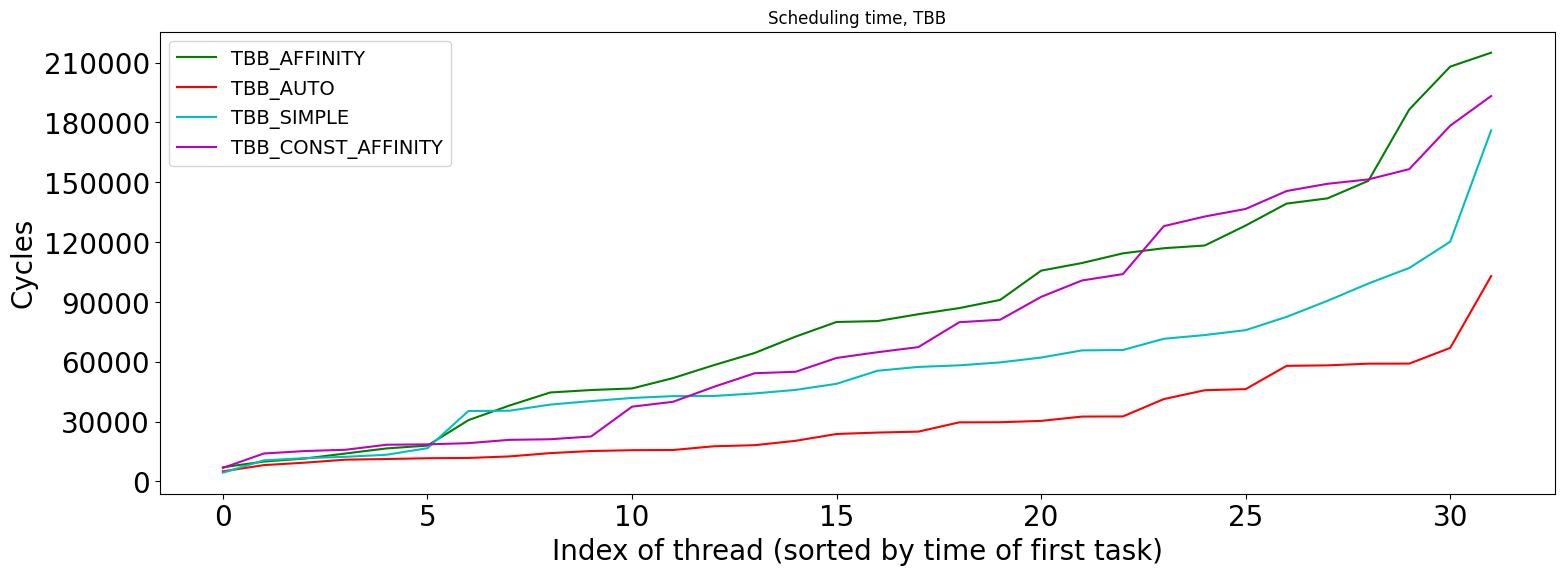 Scheduling time, TBB
TBB_AFFINITY
TBB_AUTO
TBB_SIMPLE
TBB_CONST_AFFINITY
Cycles
210000
180000
150000
120000
90000
60000
30000
0
0 5 10 15 20 25 30
Index of thread (sorted by time of first task)